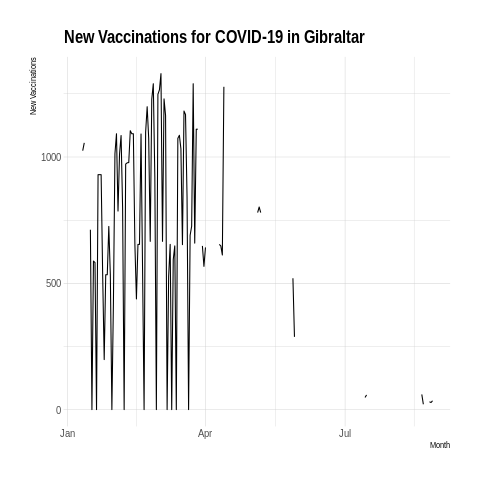 New Vaccinations for COVID-19 in Gibraltar
New Vaccinations
1000
500
0
Jan
Apr
Jul
Month